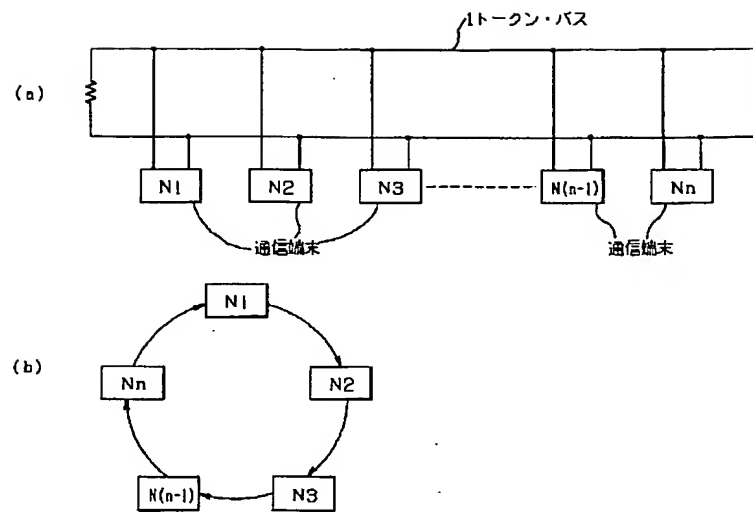 1トークン・バス
(a)
N1 N2 N3 N(n-1) Nn
通信端末 通信端末
(b)
N1
Nn N2
N(n-1) N3